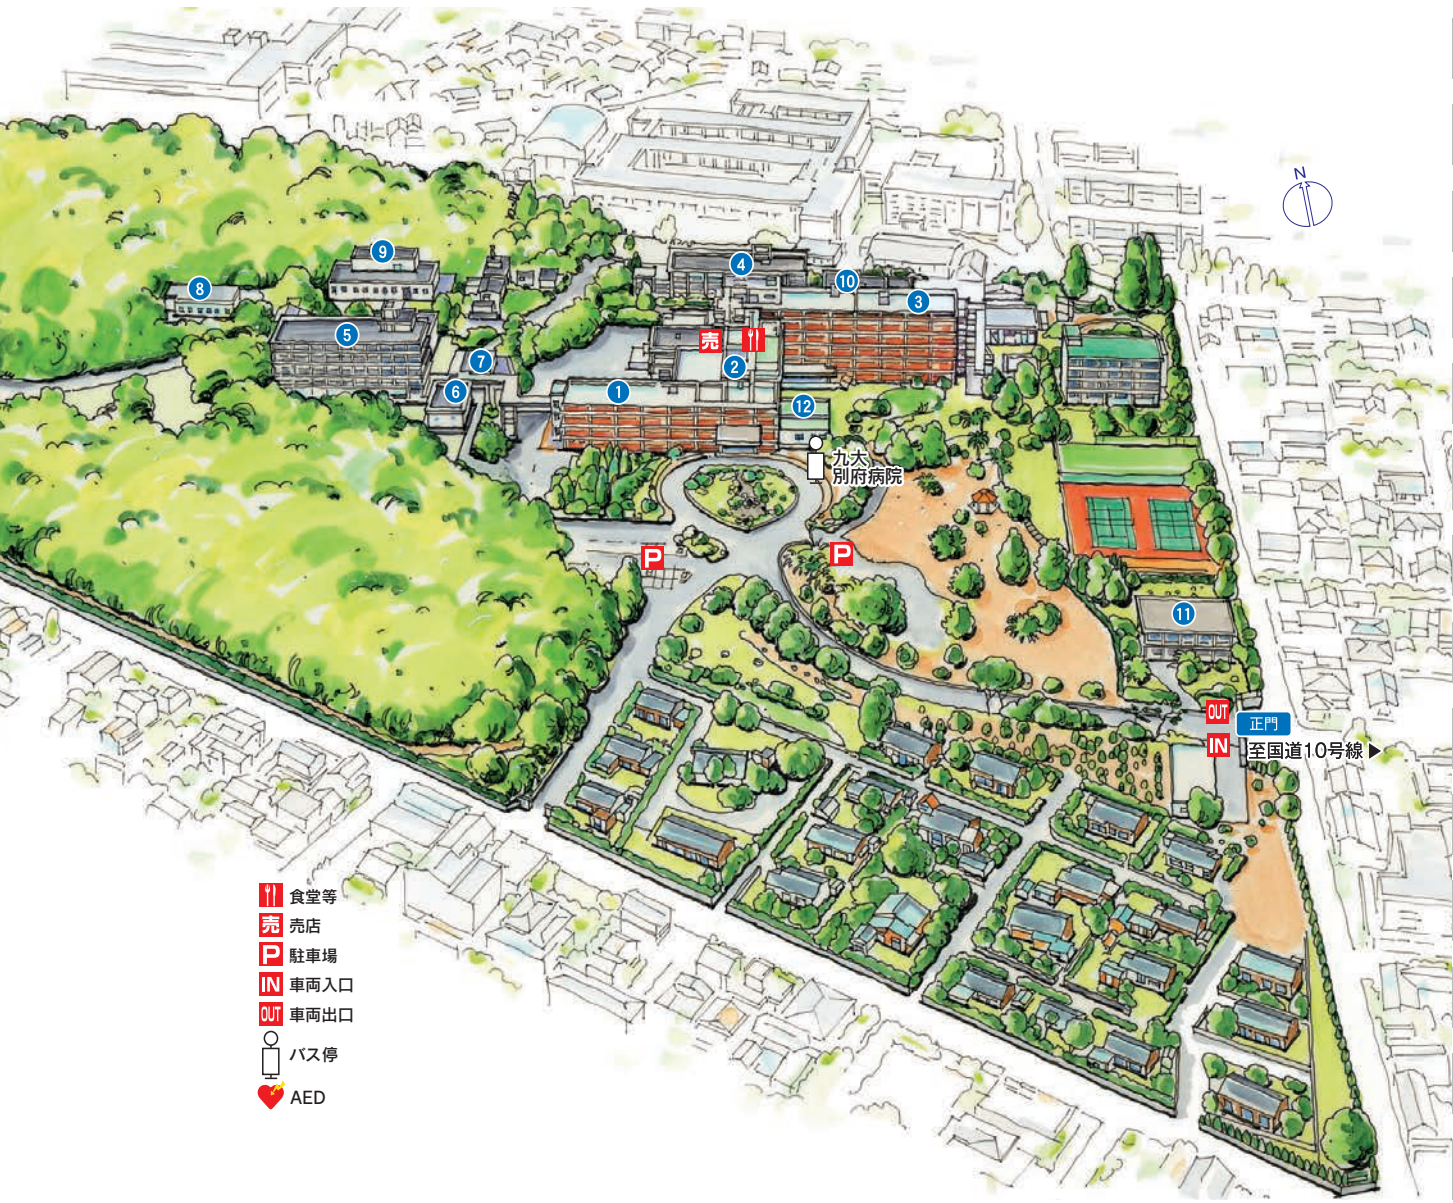 N
9
4
8
10
3
5
売
7
2
6
1
12
九大
別府病院
P
P
11
OUT
正門
IN
至国道10号線▶
食堂等
売 売店
P 駐車場
IN 車両入口
OUT 車両出口
バス停
AED